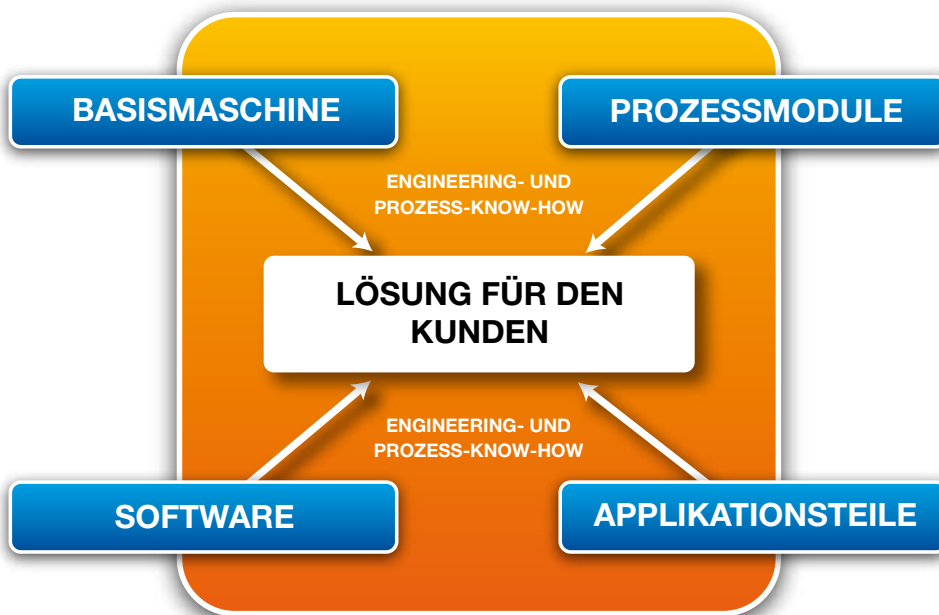 BASISMASCHINE
PROZESSMODULE
ENGINEERING- UND
PROZESS-KNOW-HOW
LÖSUNG FÜR DEN
KUNDEN
ENGINEERING- UND
PROZESS-KNOW-HOW
SOFTWARE
APPLIKATIONSTEILE